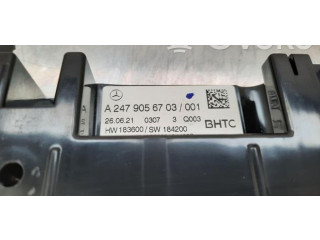 A 247 905 67 03 / 001
26.06.21 0307 3 Q003
HW 183600 / SW 184200
BHTC